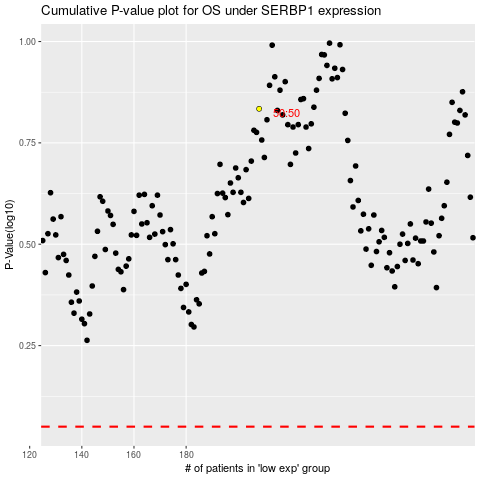 Cumulative P-value plot for OS under SERBP1 expression
P-Value(log10)
1.00
0.75
0.50
0.25
50:50
120 140 160 180
# of patients in 'low exp' group